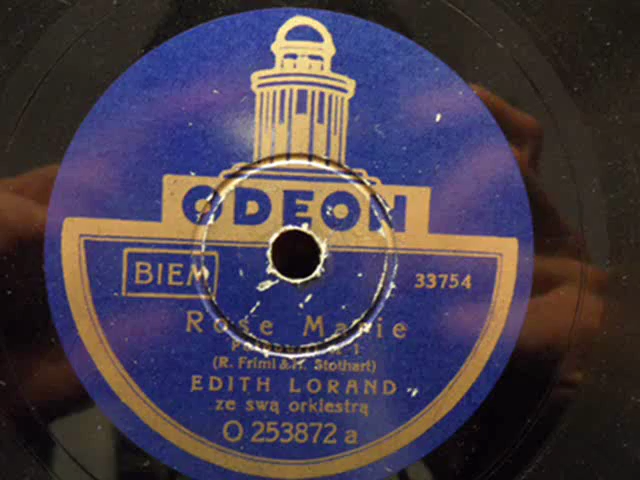 ODEON
BIEM 33754
Rose Marie
(R. Friml & H. Stothart)
EDITH LORAND
ze swą orkiestrą
O 253872 a